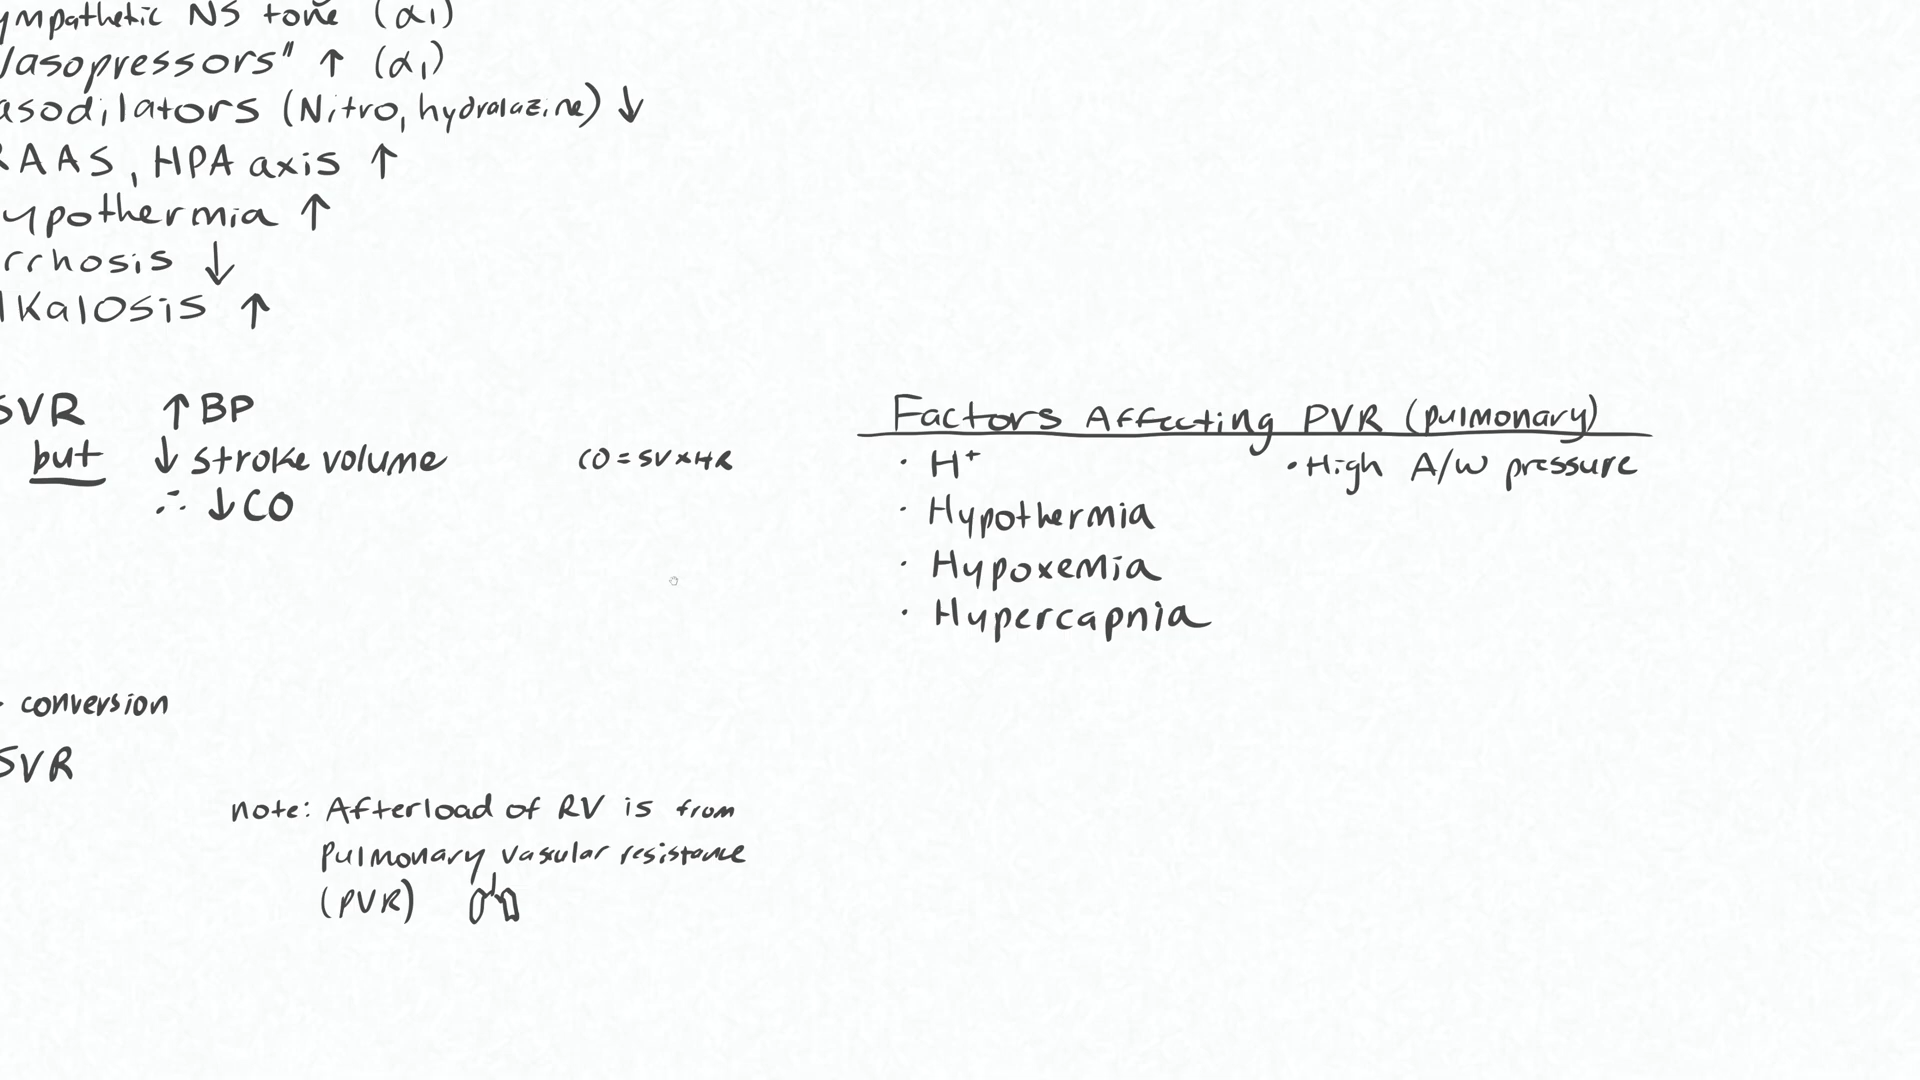 ympathetic NS tone (α1)
Vasopressors" ↑ (α1)
asodilators (Nitro, hydralazine) ↓
RAAS, HPA axis ↑
ypothermia ↑
rrhosis ↓
lkalosis ↑
SVR ↑BP
but ↓ stroke volume
∴ ↓CO
CO = SV×HR
Factors Affecting PVR (pulmonary)
· H+
· Hypothermia
· Hypoxemia
· Hypercapnia
· High A/W pressure
conversion
SVR
note: Afterload of RV is from
Pulmonary vascular resistance
(PVR)